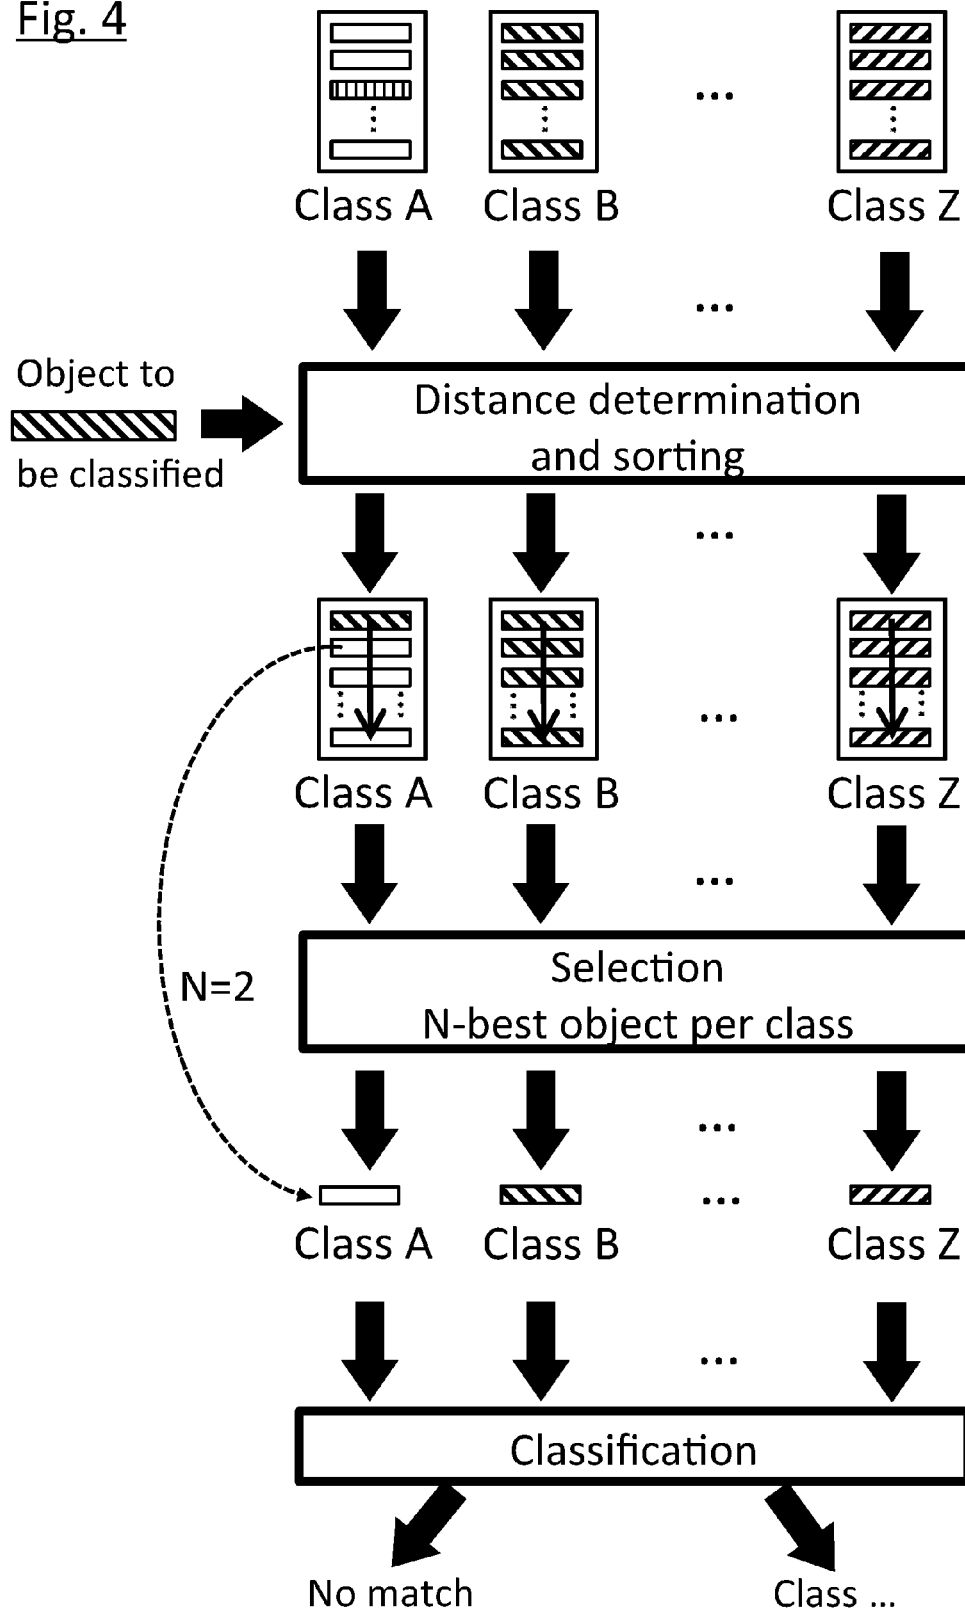 Fig. 4
...
Class A Class B Class Z
...
Object to
be classified
Distance determination
and sorting
...
...
Class A Class B Class Z
...
N=2
Selection
N-best object per class
...
...
Class A Class B Class Z
...
Classification
No match Class ...